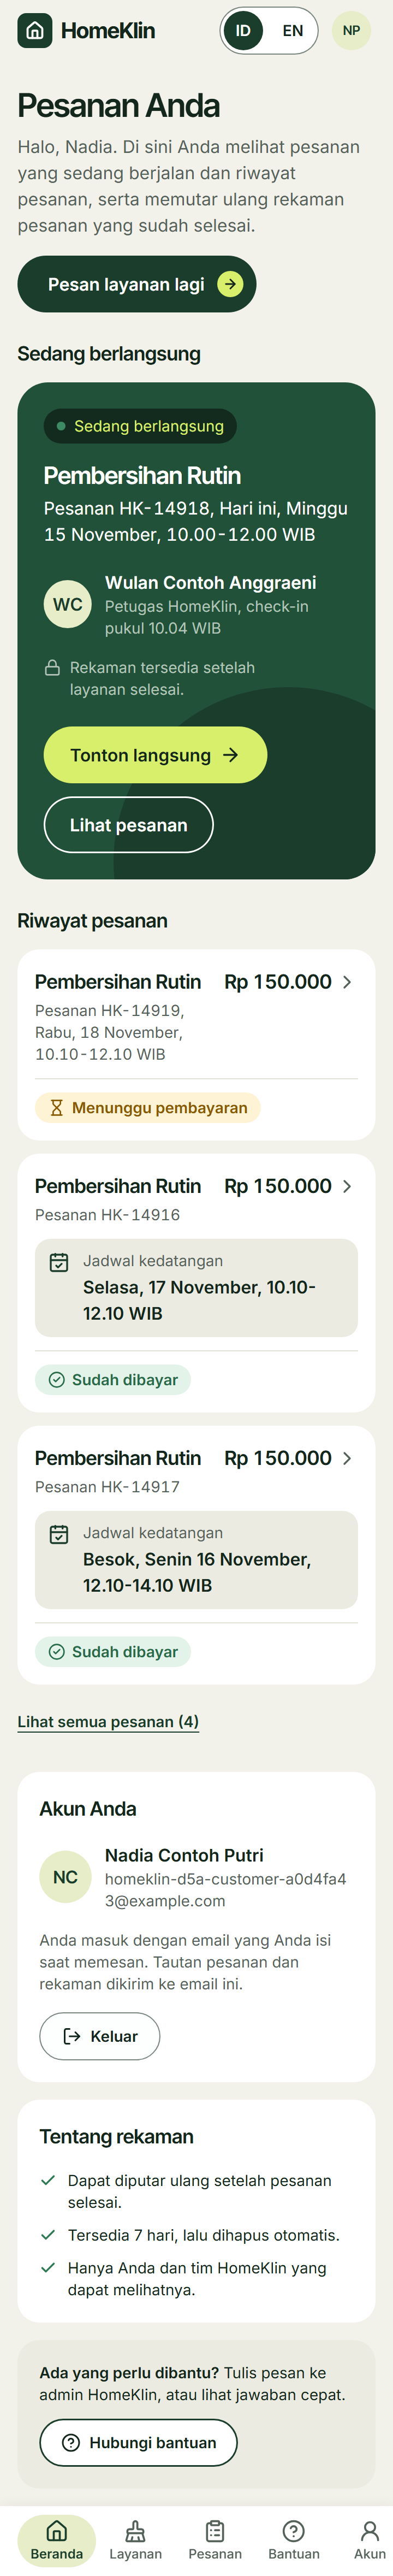 HomeKlin
ID EN NP
Pesanan Anda
Halo, Nadia. Di sini Anda melihat pesanan
yang sedang berjalan dan riwayat
pesanan, serta memutar ulang rekaman
pesanan yang sudah selesai.
Pesan layanan lagi
Sedang berlangsung
Sedang berlangsung
Pembersihan Rutin
Pesanan HK-14918, Hari ini, Minggu
15 November, 10.00-12.00 WIB
WC
Wulan Contoh Anggraeni
Petugas HomeKlin, check-in
pukul 10.04 WIB
Rekaman tersedia setelah
layanan selesai.
Tonton langsung
Lihat pesanan
Riwayat pesanan
Pembersihan Rutin Rp 150.000
Pesanan HK-14919,
Rabu, 18 November,
10.10-12.10 WIB
Menunggu pembayaran
Pembersihan Rutin Rp 150.000
Pesanan HK-14916
Jadwal kedatangan
Selasa, 17 November, 10.10-
12.10 WIB
Sudah dibayar
Pembersihan Rutin Rp 150.000
Pesanan HK-14917
Jadwal kedatangan
Besok, Senin 16 November,
12.10-14.10 WIB
Sudah dibayar
Lihat semua pesanan (4)
Akun Anda
NC
Nadia Contoh Putri
homeklin-d5a-customer-a0d4fa4
3@example.com
Anda masuk dengan email yang Anda isi
saat memesan. Tautan pesanan dan
rekaman dikirim ke email ini.
Keluar
Tentang rekaman
Dapat diputar ulang setelah pesanan
selesai.
Tersedia 7 hari, lalu dihapus otomatis.
Hanya Anda dan tim HomeKlin yang
dapat melihatnya.
Ada yang perlu dibantu? Tulis pesan ke
admin HomeKlin, atau lihat jawaban cepat.
Hubungi bantuan
Beranda Layanan Pesanan Bantuan Akun